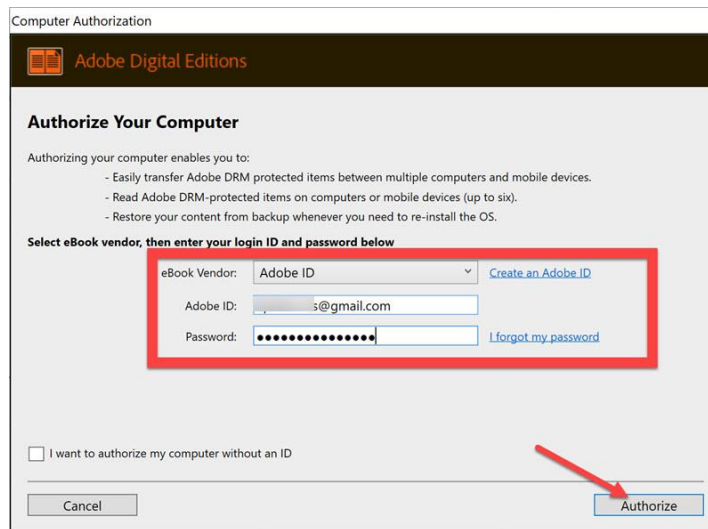 Computer Authorization
Adobe Digital Editions
Authorize Your Computer
Authorizing your computer enables you to:
- Easily transfer Adobe DRM protected items between multiple computers and mobile devices.
- Read Adobe DRM-protected items on computers or mobile devices (up to six).
- Restore your content from backup whenever you need to re-install the OS.
Select eBook vendor, then enter your login ID and password below
eBook Vendor: Adobe ID Create an Adobe ID
Adobe ID: s@gmail.com
Password: ●●●●●●●●●●●●●●● I forgot my password
I want to authorize my computer without an ID
Cancel Authorize